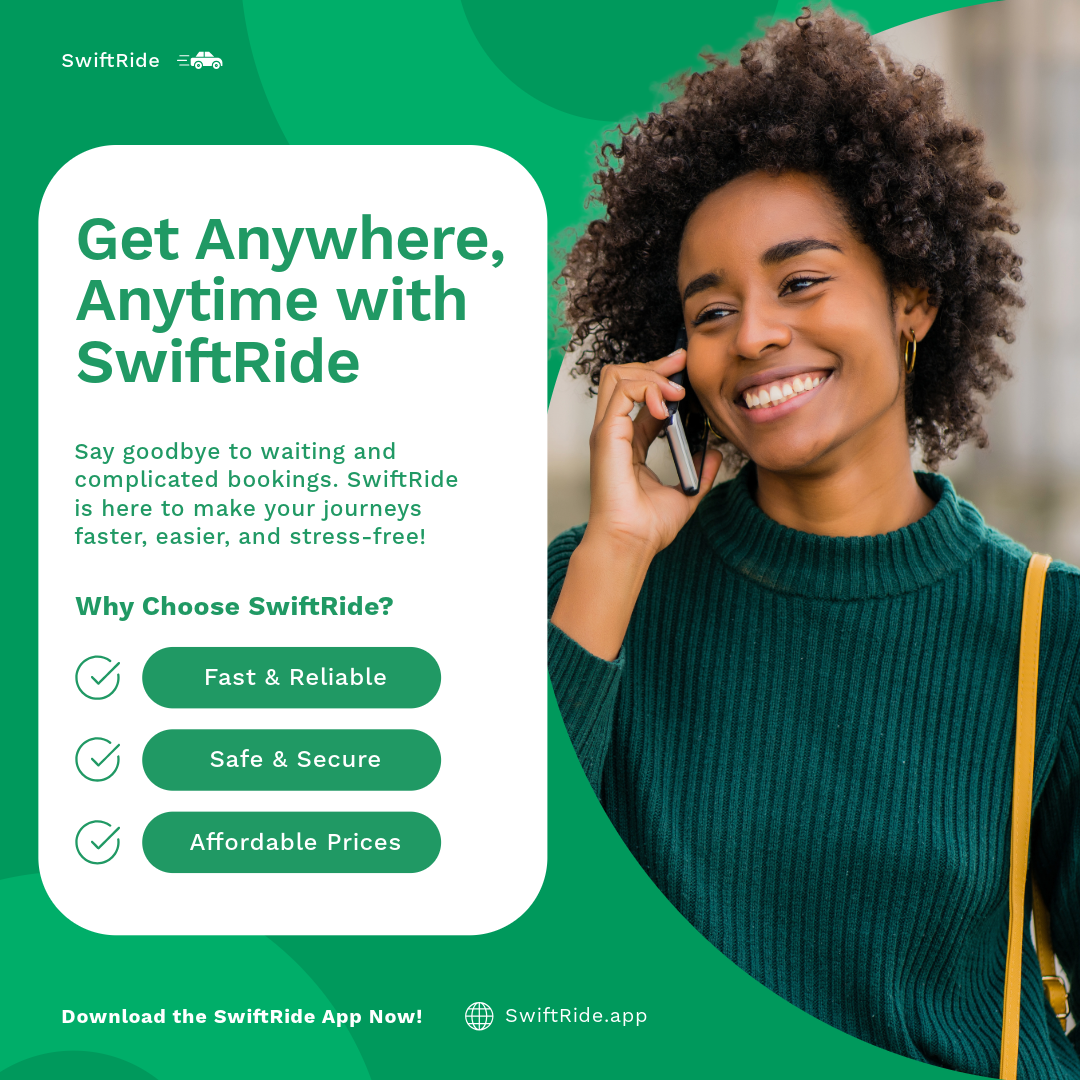 SwiftRide
Get Anywhere,
Anytime with
SwiftRide
Say goodbye to waiting and
complicated bookings. SwiftRide
is here to make your journeys
faster, easier, and stress-free!
Why Choose SwiftRide?
Fast & Reliable
Safe & Secure
Affordable Prices
Download the SwiftRide App Now!
SwiftRide.app